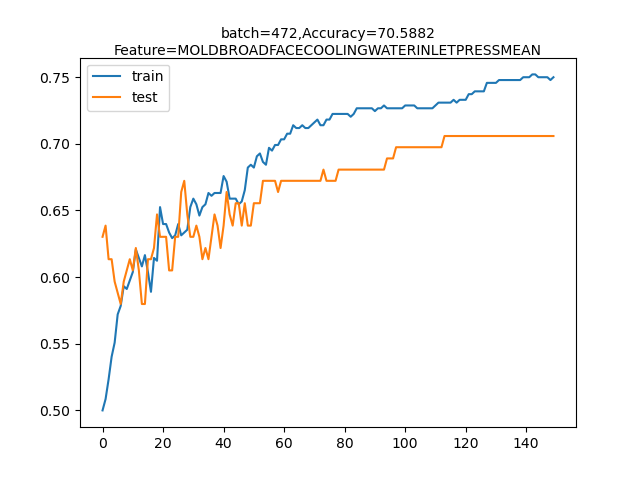 batch=472,Accuracy=70.5882
Feature=MOLDBROADFACECOOLINGWATERINLETPRESSMEAN
train
test
0.75
0.70
0.65
0.60
0.55
0.50
0 20 40 60 80 100 120 140